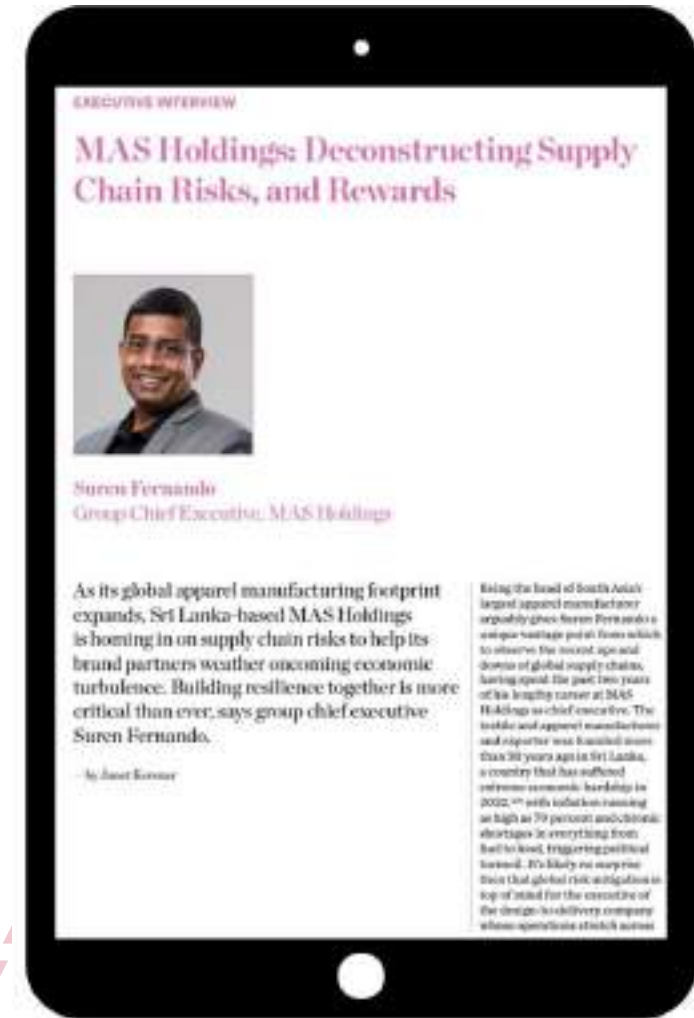 EXECUTIVE INTERVIEW
MAS Holdings: Deconstructing Supply
Chain Risks, and Rewards
Suren Fernando
Group Chief Executive, MAS Holdings
As its global apparel manufacturing footprint
expands, Sri Lanka-based MAS Holdings
is homing in on supply chain risks to help its
brand partners weather oncoming economic
turbulence. Building resilience together is more
critical than ever, says group chief executive
Suren Fernando.
– by Janet Kersnar
Being the head of South Asia's
largest apparel manufacturer
arguably gives Suren Fernando a
unique vantage point from which
to observe the recent ups and
downs of global supply chains,
having spent the past two years
of his lengthy career at MAS
Holdings as chief executive. The
textile and apparel manufacturer
and exporter was founded more
than 30 years ago in Sri Lanka,
a country that has suffered
extreme economic hardship in
2022, with inflation running
as high as 70 percent and chronic
shortages in everything from
fuel to food, triggering political
turmoil. It's likely no surprise
then that global risk mitigation is
top of mind for the executive of
the design-to-delivery company
whose operations stretch across